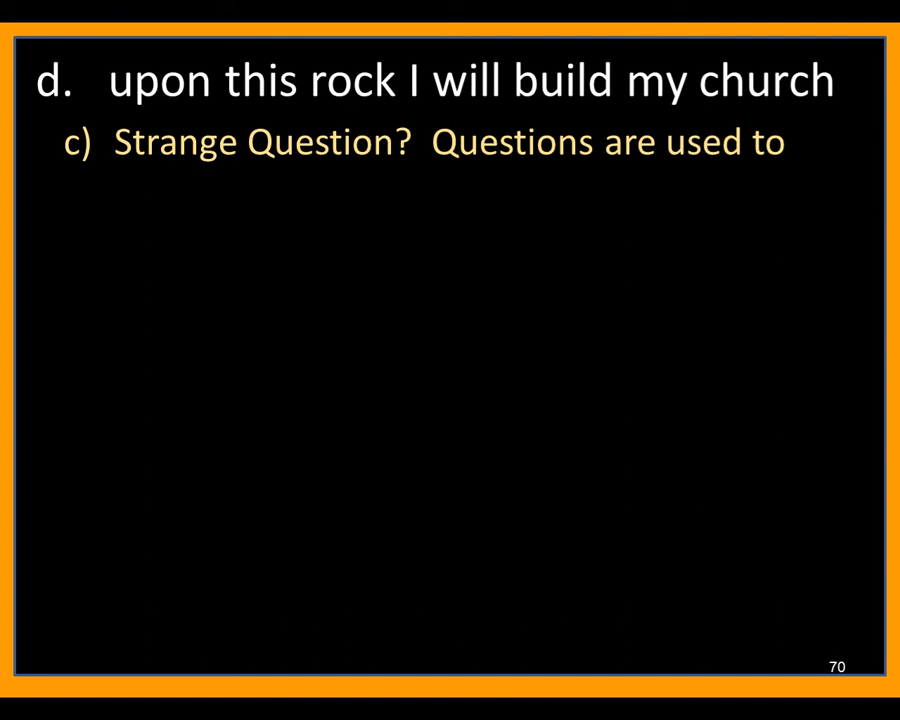 d. upon this rock I will build my church
c) Strange Question? Questions are used to
70